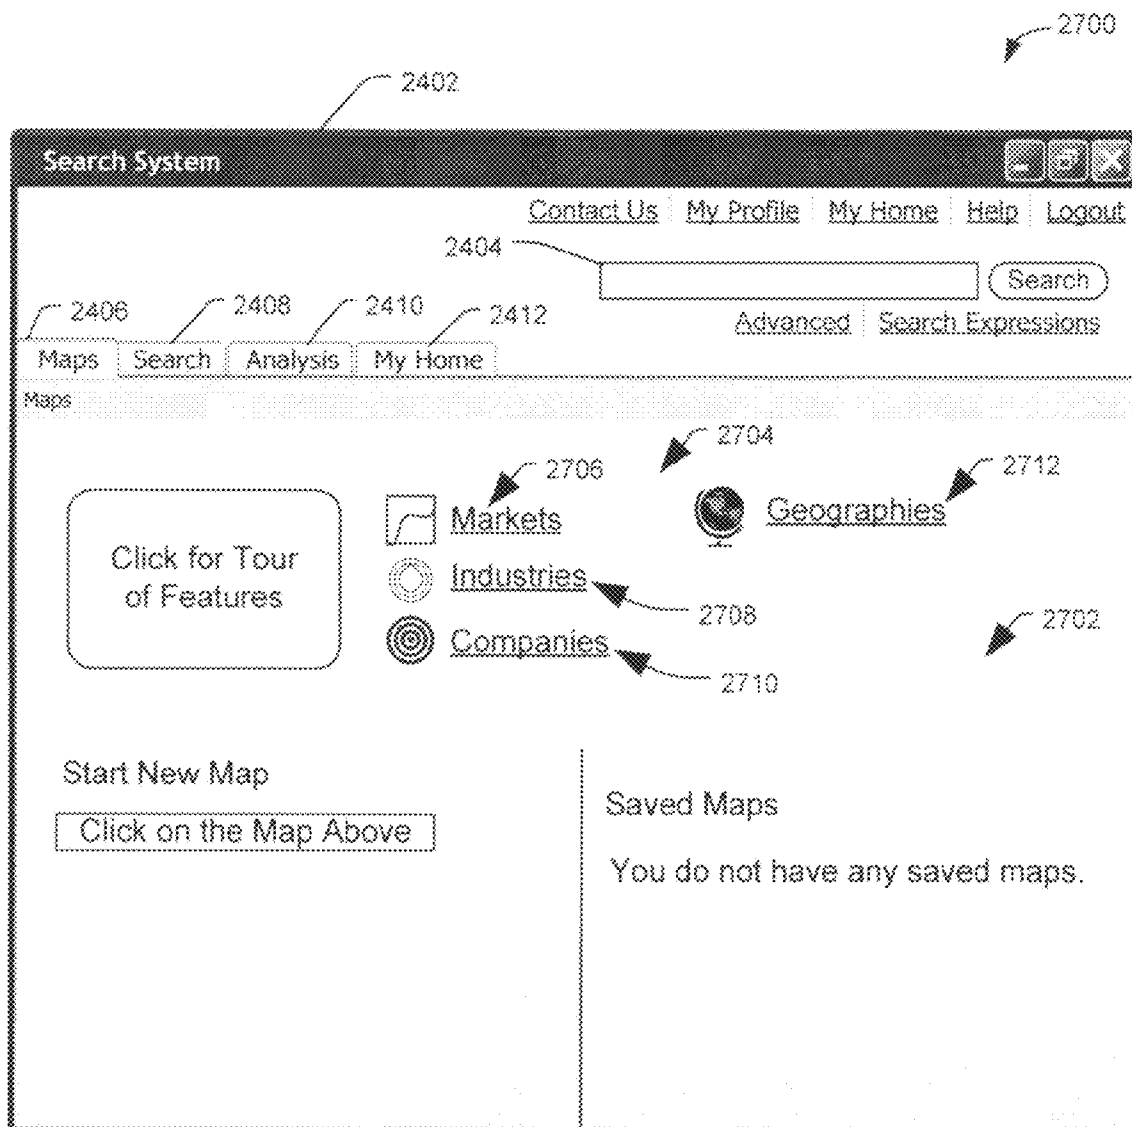 2700
2402
Search System
Contact Us My Profile My Home Help Logout
2404
Search
2406 2408 2410 2412
Advanced Search Expressions
Maps Search Analysis My Home
Maps
2704
2706 2712
Markets Geographies
Click for Tour
of Features
Industries
2708 2702
Companies
2710
Start New Map
Saved Maps
Click on the Map Above
You do not have any saved maps.